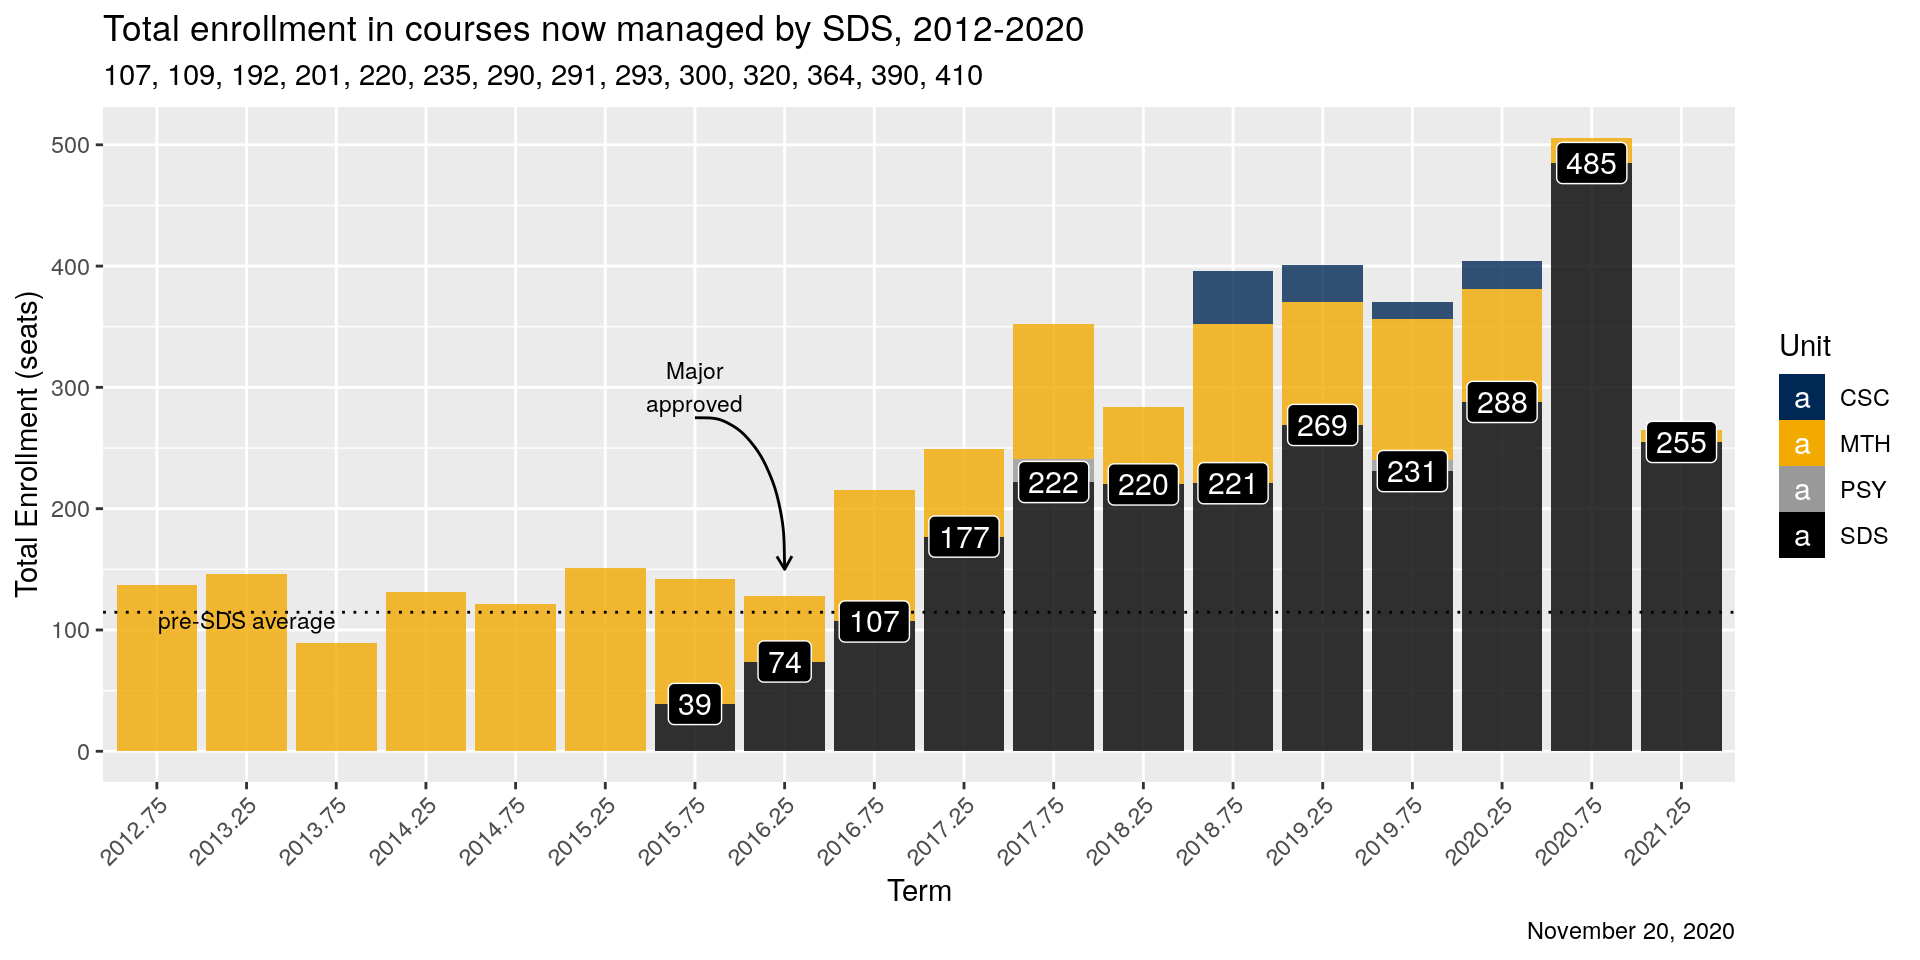 Total enrollment in courses now managed by SDS, 2012-2020
107, 109, 192, 201, 220, 235, 290, 291, 293, 300, 320, 364, 390, 410
Total Enrollment (seats)
500
400
300
200
100
0
Major
approved
pre-SDS average
39
74
107
177
222
220
221
269
231
288
485
255
2012.75
2013.25
2013.75
2014.25
2014.75
2015.25
2015.75
2016.25
2016.75
2017.25
2017.75
2018.25
2018.75
2019.25
2019.75
2020.25
2020.75
2021.25
Term
Unit
a CSC
a MTH
a PSY
a SDS
November 20, 2020